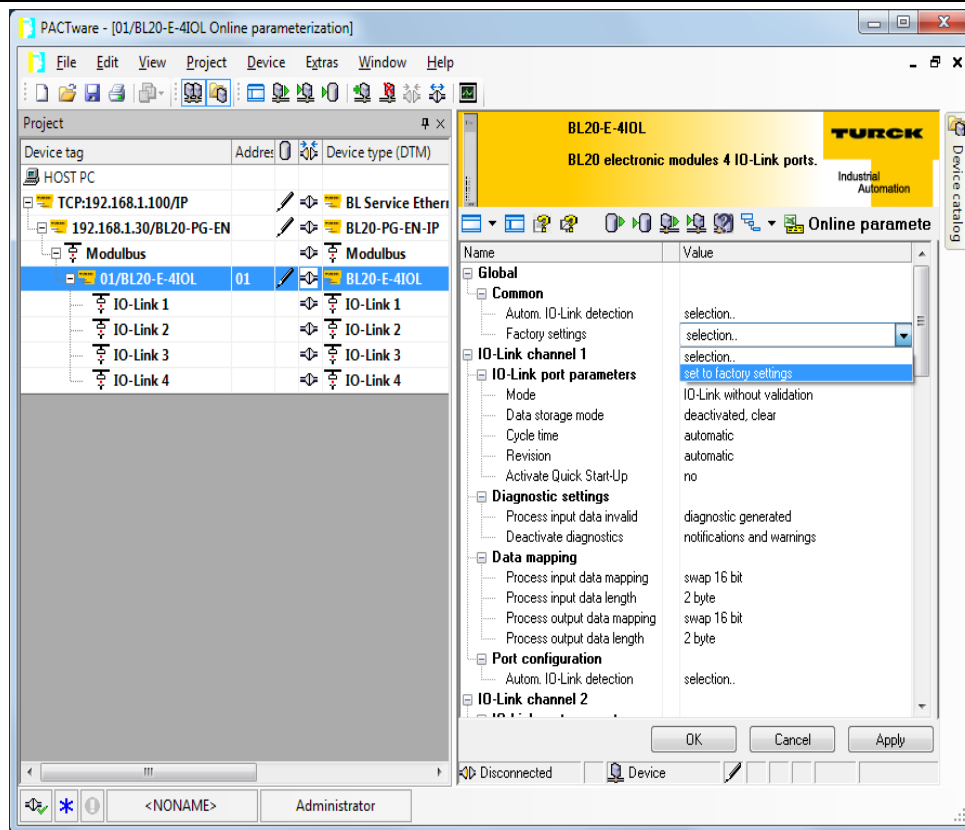 PACTware - [01/BL20-E-4IOL Online parameterization]
File Edit View Project Device Extras Window Help
Project
Device tag Addre: Device type (DTM)
HOST PC
TCP:192.168.1.100/IP BL Service Ethern
192.168.1.30/BL20-PG-EN BL20-PG-EN-IP
Modulbus Modulbus
01/BL20-E-4IOL 01 BL20-E-4IOL
IO-Link 1 IO-Link 1
IO-Link 2 IO-Link 2
IO-Link 3 IO-Link 3
IO-Link 4 IO-Link 4
BL20-E-4IOL
BL20 electronic modules 4 IO-Link ports.
TURCK
Industrial
Automation
Device catalog
Online paramete
Name Value
Global
Common
Autom. IO-Link detection selection..
Factory settings selection..
selection..
set to factory settings
IO-Link channel 1
IO-Link port parameters
Mode IO-Link without validation
Data storage mode deactivated, clear
Cycle time automatic
Revision automatic
Activate Quick Start-Up no
Diagnostic settings
Process input data invalid diagnostic generated
Deactivate diagnostics notifications and warnings
Data mapping
Process input data mapping swap 16 bit
Process input data length 2 byte
Process output data mapping swap 16 bit
Process output data length 2 byte
Port configuration
Autom. IO-Link detection selection..
IO-Link channel 2
OK Cancel Apply
Disconnected Device
<NONAME> Administrator